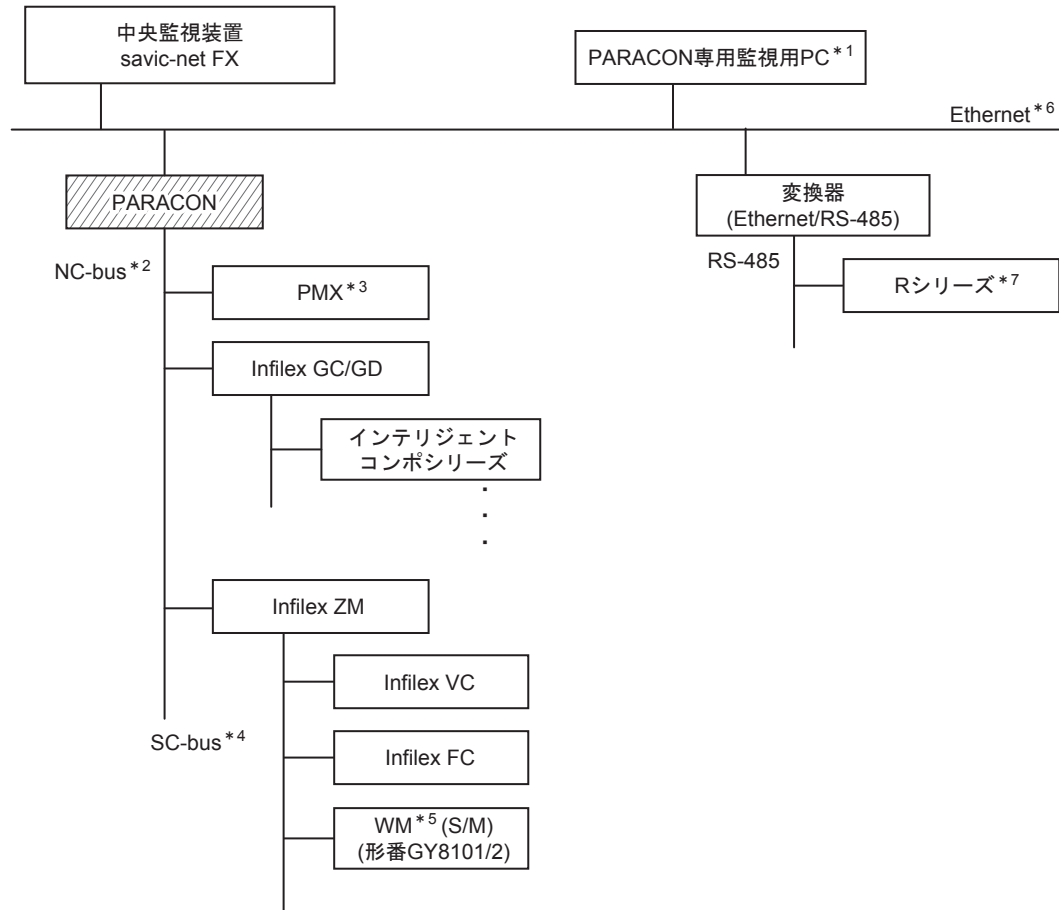 中央監視装置
savic-net FX
PARACON専用監視用PC*1
Ethernet*6
PARACON
変換器
(Ethernet/RS-485)
NC-bus*2
RS-485
PMX*3
Rシリーズ*7
Infilex GC/GD
インテリジェント
コンポシリーズ
Infilex ZM
Infilex VC
SC-bus*4
Infilex FC
WM*5 (S/M)
(形番GY8101/2)